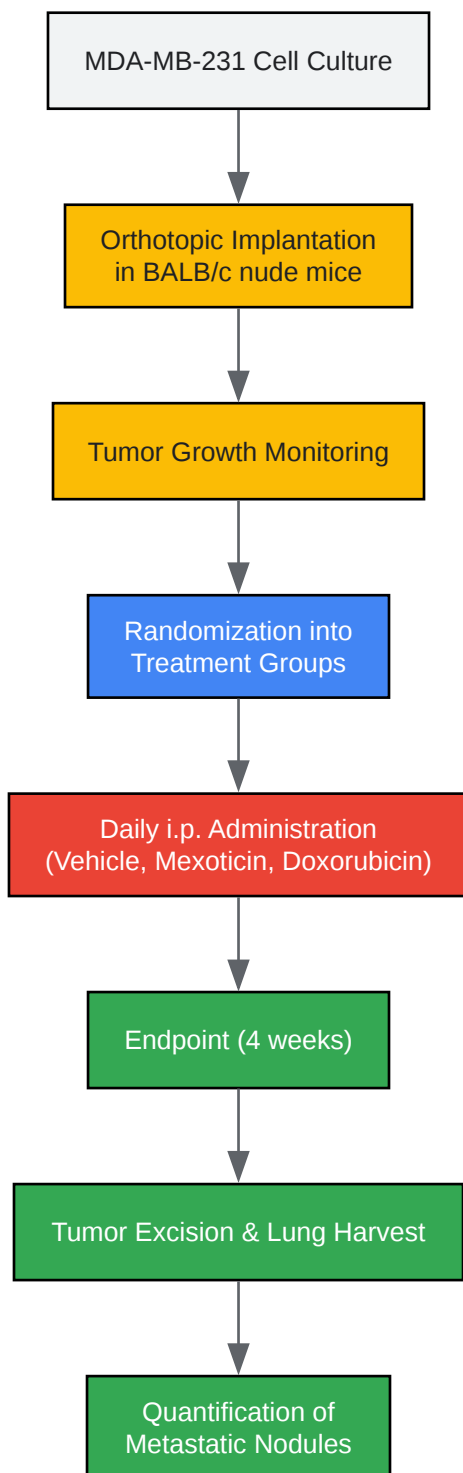 MDA-MB-231 Cell Culture
Orthotopic Implantation
in BALB/c nude mice
Tumor Growth Monitoring
Randomization into
Treatment Groups
Daily i.p. Administration
(Vehicle, Mexoticin, Doxorubicin)
Endpoint (4 weeks)
Tumor Excision & Lung Harvest
Quantification of
Metastatic Nodules